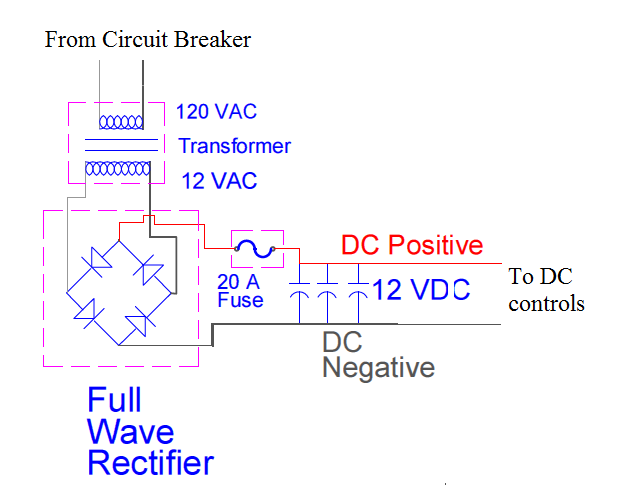 From Circuit Breaker
120 VAC
Transformer
12 VAC
DC Positive
20 A
Fuse
12 VDC
To DC
controls
DC
Negative
Full
Wave
Rectifier